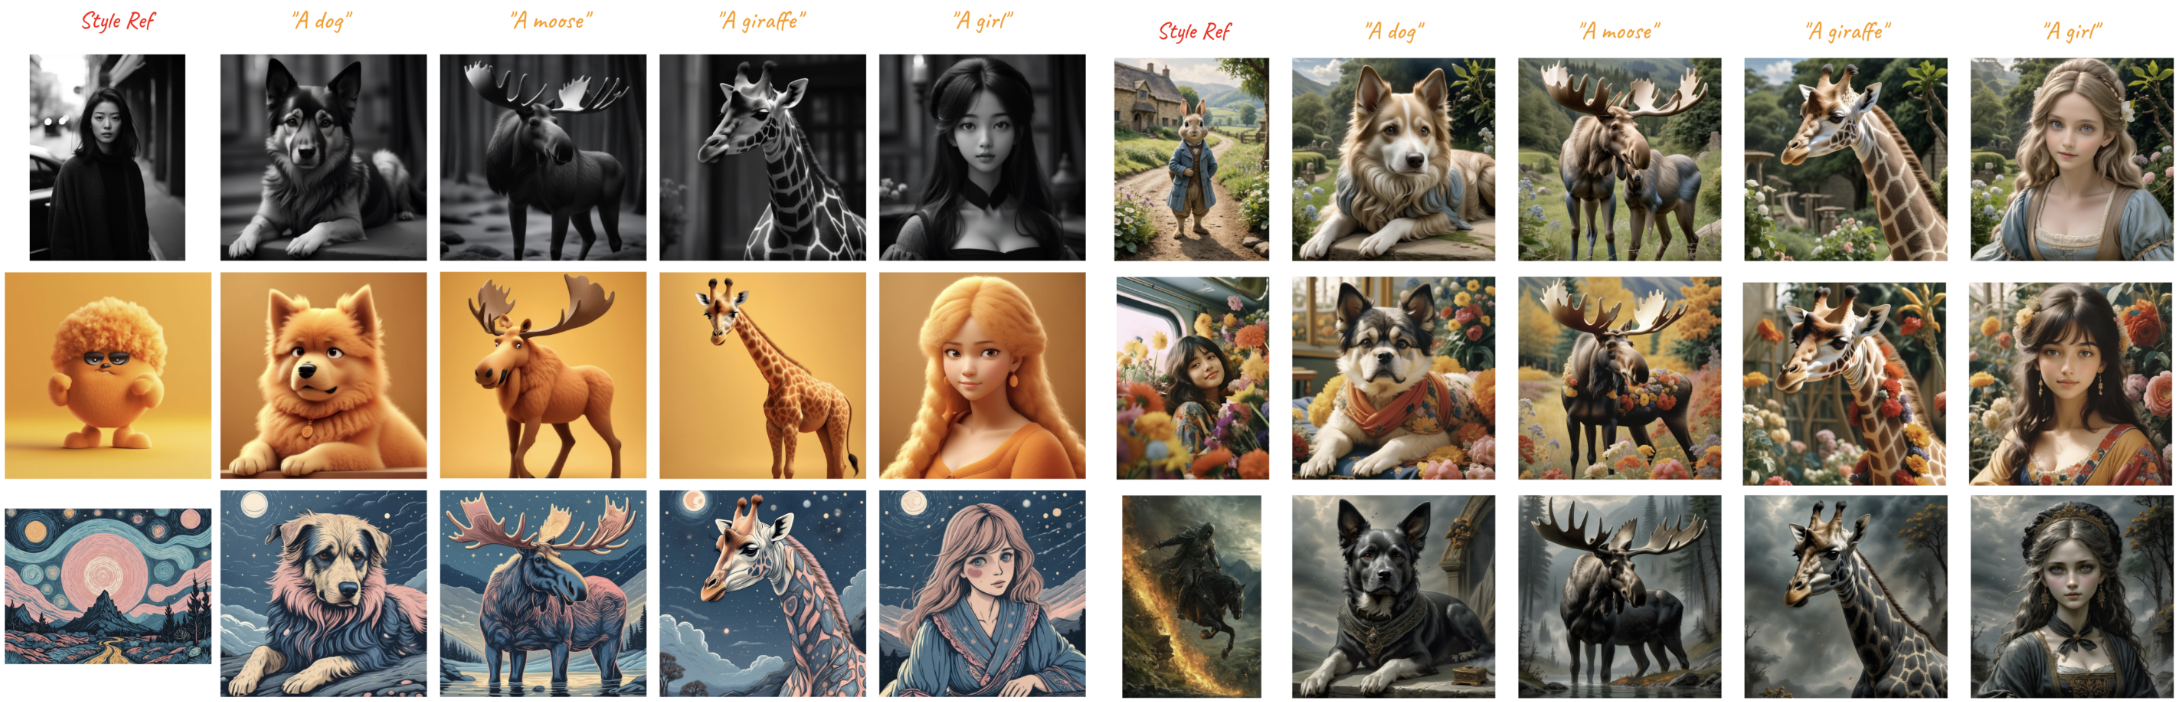 Style Ref
"A dog"
"A moose"
"A giraffe"
"A girl"
Style Ref
"A dog"
"A moose"
"A giraffe"
"A girl"